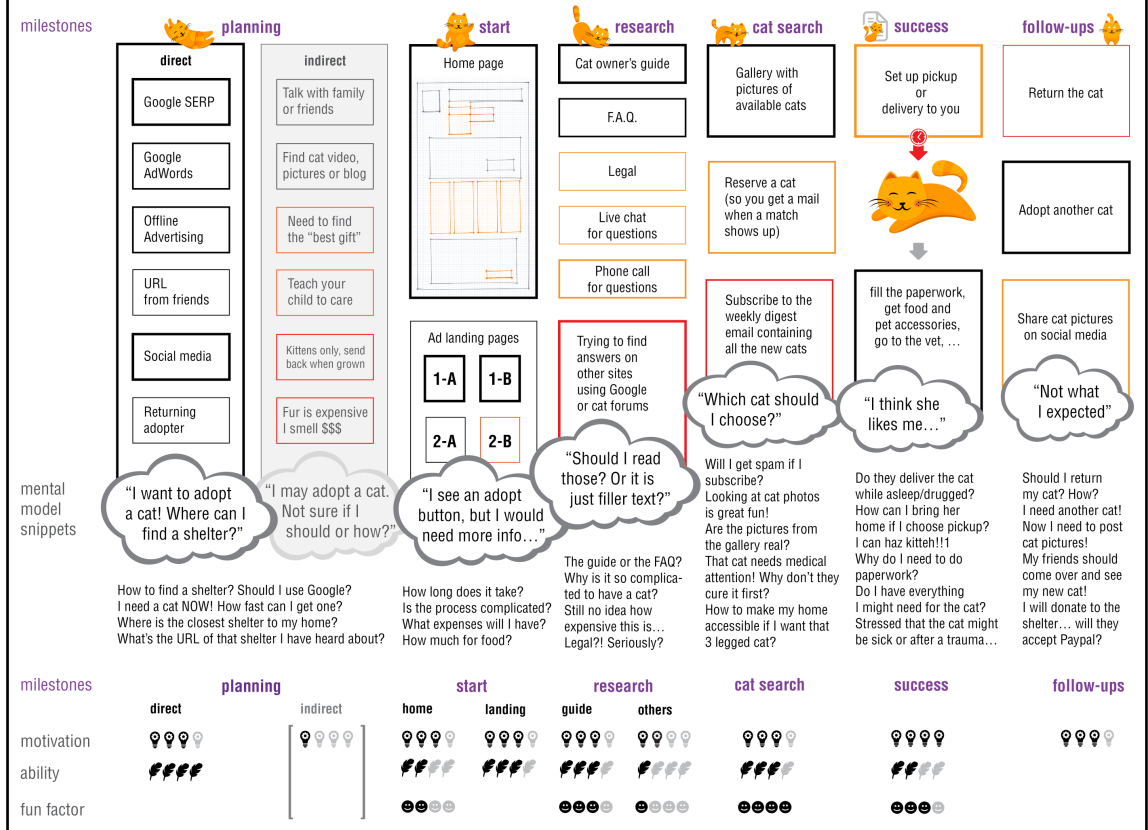 milestones
planning
start
research
cat search
success
follow-ups
direct
Google SERP
Google
AdWords
Offline
Advertising
URL
from friends
Social media
Returning
adopter
indirect
Talk with family
or friends
Find cat video,
pictures or blog
Need to find
the “best gift”
Teach your
child to care
Kittens only, send
back when grown
Fur is expensive
I smell $$$
Home page
Ad landing pages
1-A
1-B
2-A
2-B
Cat owner’s guide
F.A.Q.
Legal
Live chat
for questions
Phone call
for questions
Trying to find
answers on
other sites
using Google
or cat forums
Gallery with
pictures of
available cats
Reserve a cat
(so you get a mail
when a match
shows up)
Subscribe to the
weekly digest
email containing
all the new cats
Set up pickup
or
delivery to you
fill the paperwork,
get food and
pet accessories,
go to the vet, …
Return the cat
Adopt another cat
Share cat pictures
on social media
mental
model
snippets
“I want to adopt
a cat! Where can I
find a shelter?”
“I may adopt a cat.
Not sure if I
should or how?”
“I see an adopt
button, but I would
need more info…”
“Should I read
those? Or it is
just filler text?”
“Which cat should
I choose?”
“I think she
likes me…”
“Not what
I expected”
How to find a shelter? Should I use Google?
I need a cat NOW! How fast can I get one?
Where is the closest shelter to my home?
What’s the URL of that shelter I have heard about?
How long does it take?
Is the process complicated?
What expenses will I have?
How much for food?
The guide or the FAQ?
Why is it so complica-
ted to have a cat?
Still no idea how
expensive this is…
Legal?! Seriously?
Will I get spam if I
subscribe?
Looking at cat photos
is great fun!
Are the pictures from
the gallery real?
That cat needs medical
attention! Why don’t they
cure it first?
How to make my home
accessible if I want that
3 legged cat?
Do they deliver the cat
while asleep/drugged?
How can I bring her
home if I choose pickup?
I can haz kitteh!!1
Why do I need to do
paperwork?
Do I have everything
I might need for the cat?
Stressed that the cat might
be sick or after a trauma…
Should I return
my cat? How?
I need another cat!
Now I need to post
cat pictures!
My friends should
come over and see
my new cat!
I will donate to the
shelter… will they
accept Paypal?
milestones
planning
start
research
cat search
success
follow-ups
direct
indirect
home
landing
guide
others
motivation
ability
fun factor